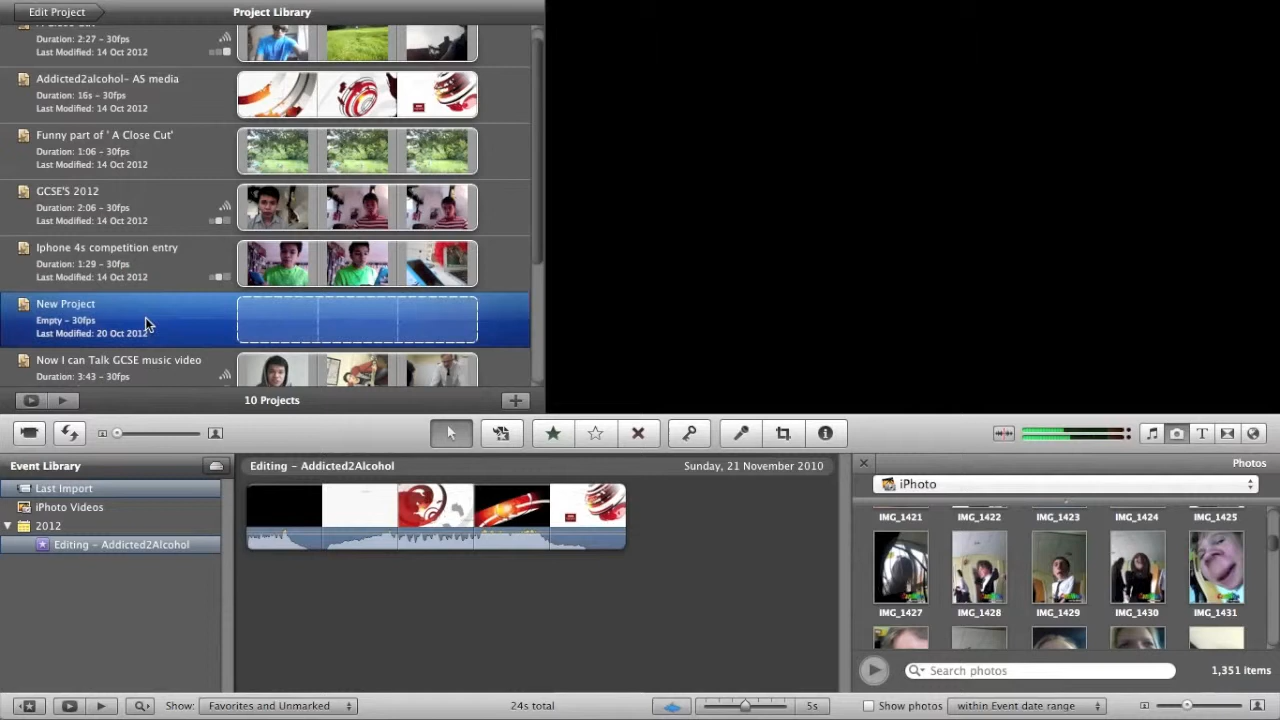 Edit Project
Project Library
Duration: 2:27 - 30fps
Last Modified: 14 Oct 2012
Addicted2alcohol- AS media
Duration: 16s - 30fps
Last Modified: 14 Oct 2012
Funny part of ' A Close Cut'
Duration: 1:06 - 30fps
Last Modified: 14 Oct 2012
GCSE'S 2012
Duration: 2:06 - 30fps
Last Modified: 14 Oct 2012
Iphone 4s competition entry
Duration: 1:29 - 30fps
Last Modified: 14 Oct 2012
New Project
Empty - 30fps
Last Modified: 20 Oct 2012
Now I can Talk GCSE music video
Duration: 3:43 - 30fps
10 Projects
Event Library
Last Import
iPhoto Videos
2012
Editing - Addicted2Alcohol
Editing - Addicted2Alcohol
Sunday, 21 November 2010
Photos
iPhoto
IMG_1421 IMG_1422 IMG_1423 IMG_1424 IMG_1425
IMG_1427 IMG_1428 IMG_1429 IMG_1430 IMG_1431
Search photos
1,351 items
Show: Favorites and Unmarked
24s total
5s
Show photos within Event date range